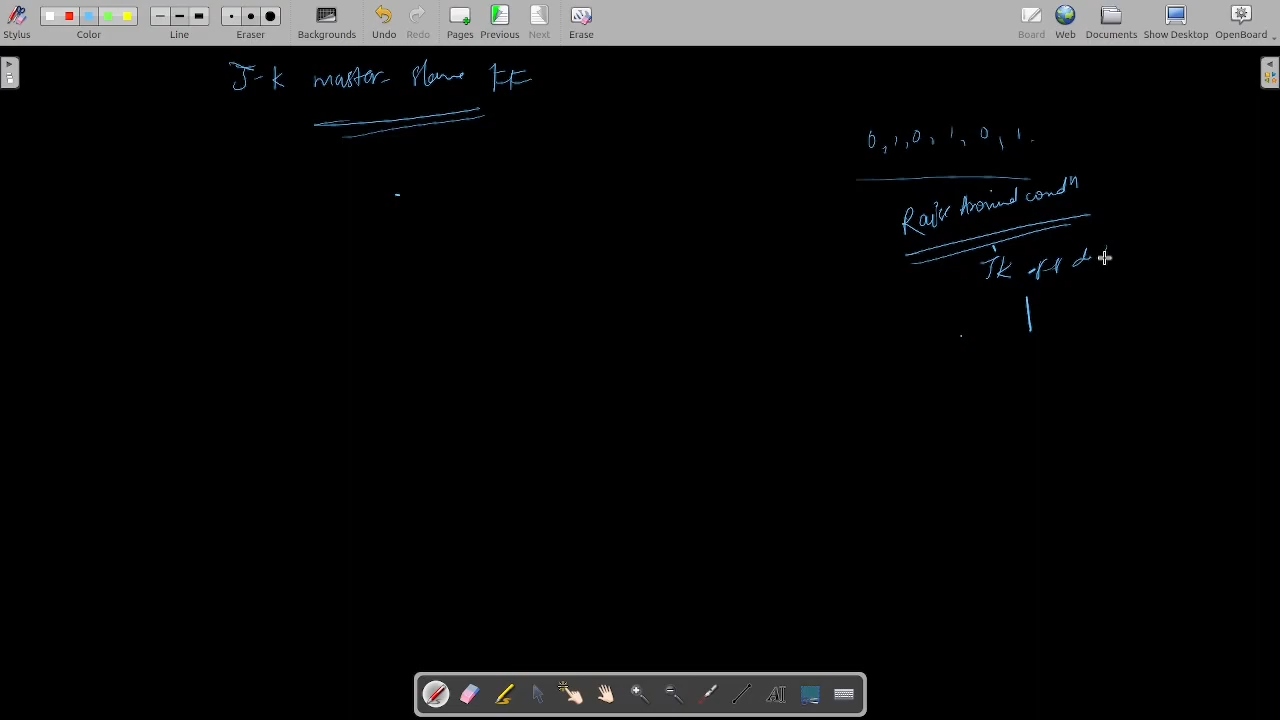 Stylus Color Line Eraser Backgrounds Undo Redo Pages Previous Next Erase Board Web Documents Show Desktop OpenBoard
J-K master slave FF
0, 1, 0, 1, 0, 1.
Race Around condn
JK
AI